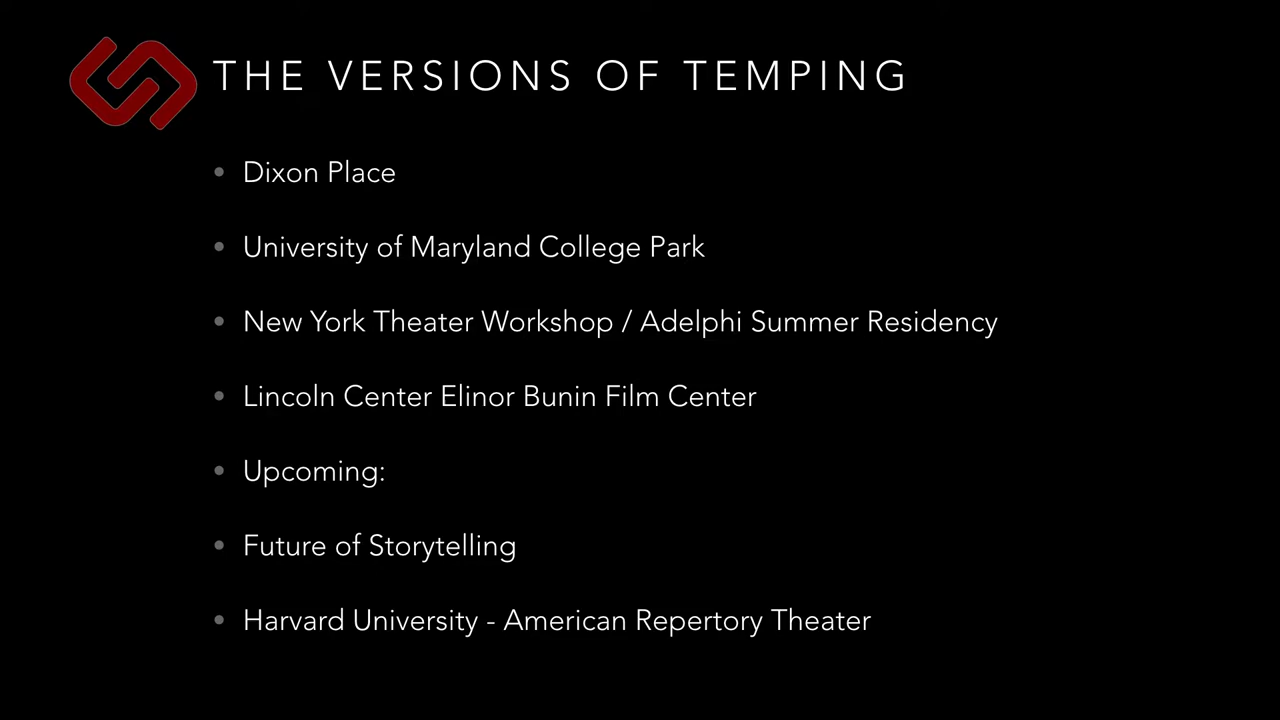 THE VERSIONS OF TEMPING
• Dixon Place
• University of Maryland College Park
• New York Theater Workshop / Adelphi Summer Residency
• Lincoln Center Elinor Bunin Film Center
• Upcoming:
• Future of Storytelling
• Harvard University - American Repertory Theater